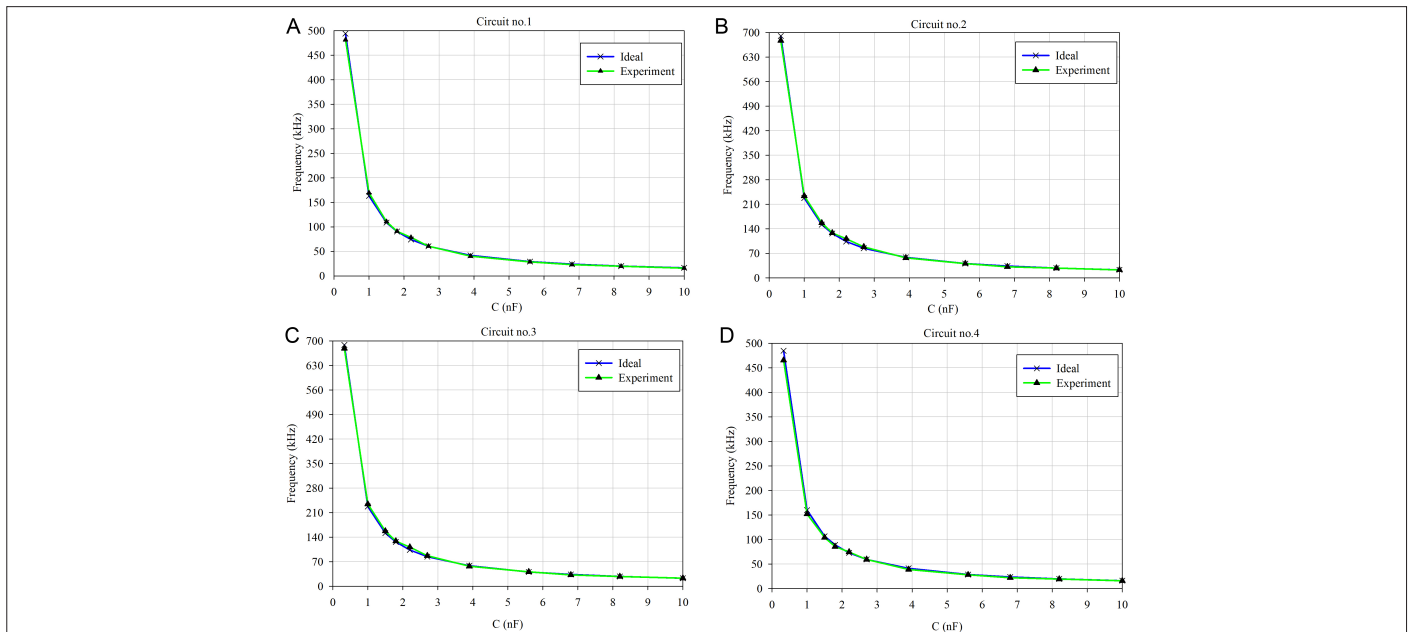 A
Circuit no.1
500
450
400
350
300
250
200
150
100
50
0
Frequency (kHz)
Ideal
Experiment
0 1 2 3 4 5 6 7 8 9 10
C (nF)
B
Circuit no.2
700
630
560
490
420
350
280
210
140
70
0
Frequency (kHz)
Ideal
Experiment
0 1 2 3 4 5 6 7 8 9 10
C (nF)
C
Circuit no.3
700
630
560
490
420
350
280
210
140
70
0
Frequency (kHz)
Ideal
Experiment
0 1 2 3 4 5 6 7 8 9 10
C (nF)
D
Circuit no.4
500
450
400
350
300
250
200
150
100
50
0
Frequency (kHz)
Ideal
Experiment
0 1 2 3 4 5 6 7 8 9 10
C (nF)